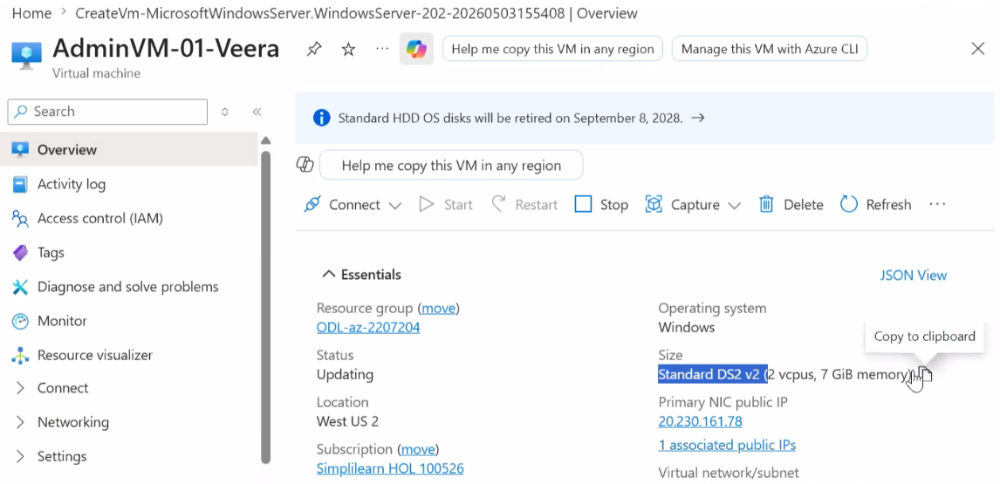 Home > CreateVm-MicrosoftWindowsServer.WindowsServer-202-20260503155408 | Overview
AdminVM-01-Veera
Virtual machine
Help me copy this VM in any region
Manage this VM with Azure CLI
Search
Overview
Activity log
Access control (IAM)
Tags
Diagnose and solve problems
Monitor
Resource visualizer
Connect
Networking
Settings
Standard HDD OS disks will be retired on September 8, 2028. →
Help me copy this VM in any region
Connect Start Restart Stop Capture Delete Refresh ...
Essentials
JSON View
Resource group (move)
ODL-az-2207204
Status
Updating
Location
West US 2
Subscription (move)
Simplilearn HOL 100526
Operating system
Windows
Copy to clipboard
Size
Standard DS2 v2 (2 vcpus, 7 GiB memory)
Primary NIC public IP
20.230.161.78
1 associated public IPs
Virtual network/subnet